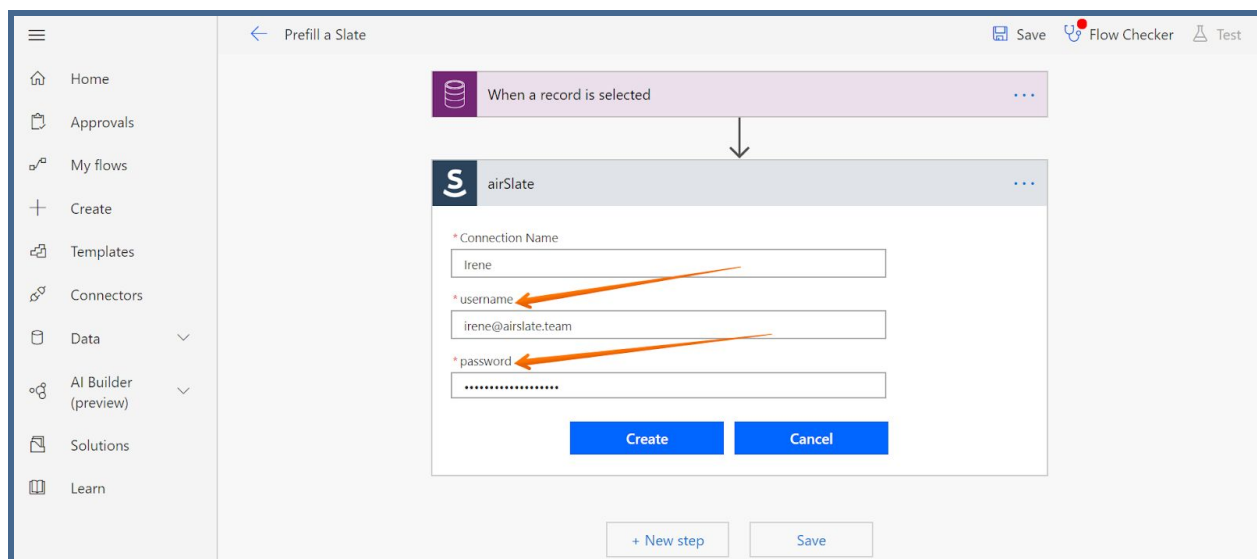 Prefill a Slate
Save
Flow Checker
Test
Home
Approvals
My flows
Create
Templates
Connectors
Data
AI Builder
(preview)
Solutions
Learn
When a record is selected
S
airSlate
* Connection Name
Irene
* username
irene@airslate.team
* password
•••••••••••••••••••
Create
Cancel
+ New step
Save